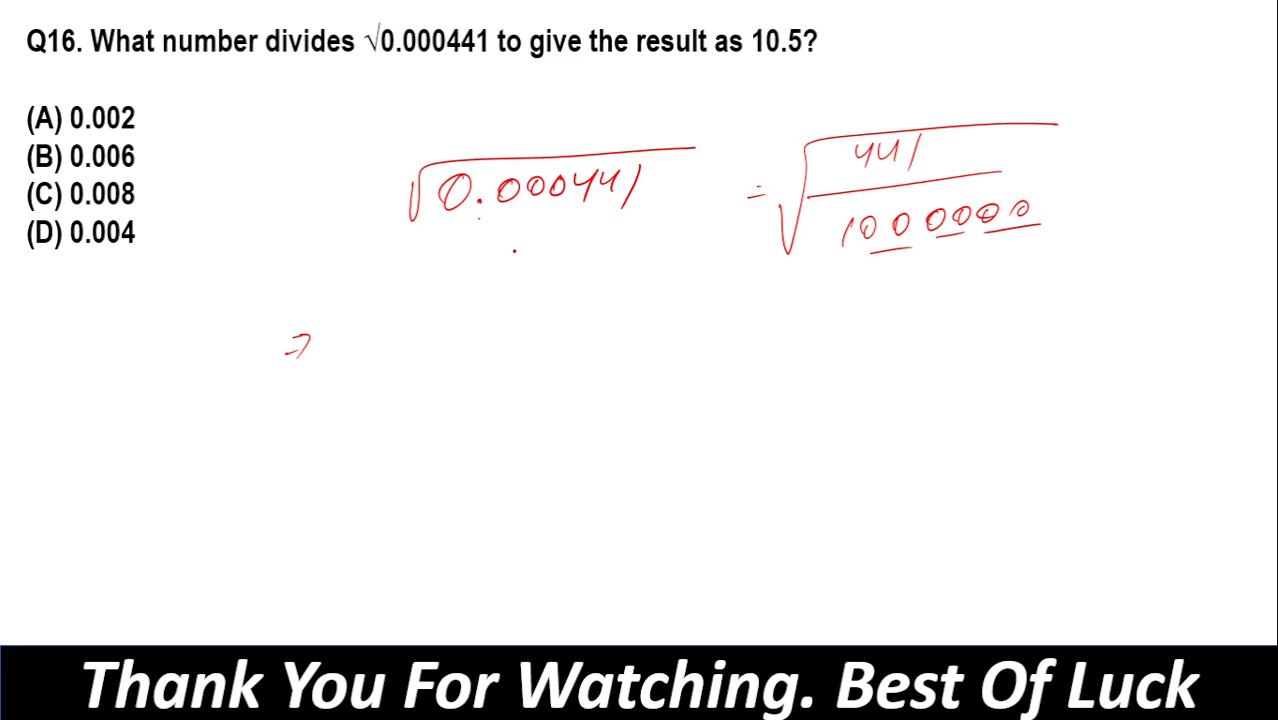 Q16. What number divides √0.000441 to give the result as 10.5?
(A) 0.002
(B) 0.006
(C) 0.008
(D) 0.004
√0.000441 = √441/1000000
⇒
Thank You For Watching. Best Of Luck